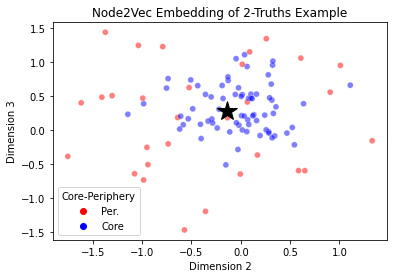 Node2Vec Embedding of 2-Truths Example
Dimension 3
1.5
1.0
0.5
0.0
−0.5
−1.0
−1.5
Core-Periphery
Per.
Core
−1.5 −1.0 −0.5 0.0 0.5 1.0
Dimension 2